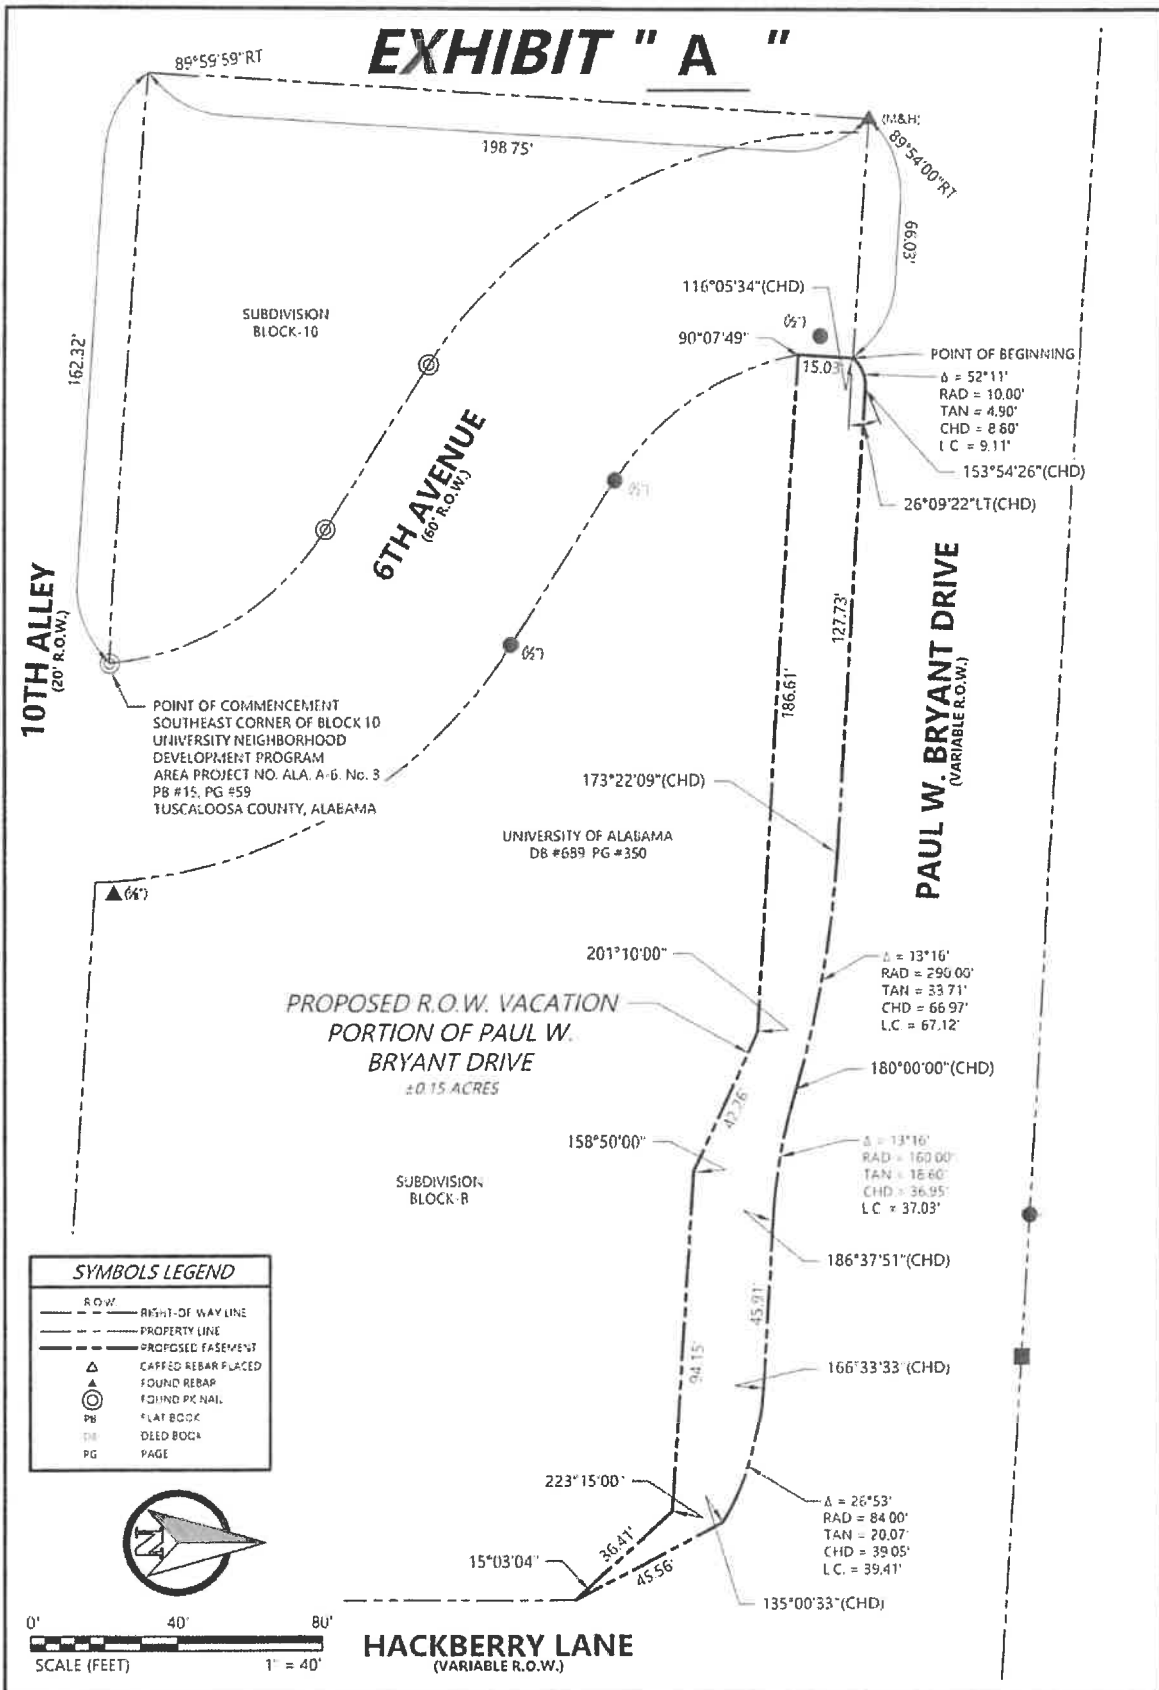 EXHIBIT " A "
89°59'59"RT
(M&H)
89°54'00"RT
198.75'
66.03'
162.32'
SUBDIVISION
BLOCK-10
116°05'34"(CHD)
(½")
90°07'49"
15.03'
POINT OF BEGINNING
Δ = 52°11'
RAD = 10.00'
TAN = 4.90'
CHD = 8.80'
L.C. = 9.11'
153°54'26"(CHD)
26°09'22"LT(CHD)
6TH AVENUE
(60' R.O.W.)
(½")
(½")
10TH ALLEY
(20' R.O.W.)
127.73'
186.61'
PAUL W. BRYANT DRIVE
(VARIABLE R.O.W.)
POINT OF COMMENCEMENT
SOUTHEAST CORNER OF BLOCK 10
UNIVERSITY NEIGHBORHOOD
DEVELOPMENT PROGRAM
AREA PROJECT NO. ALA. A-6. No. 3
PB #15, PG #59
TUSCALOOSA COUNTY, ALABAMA
173°22'09"(CHD)
UNIVERSITY OF ALABAMA
DB #689 PG #350
201°10'00"
Δ = 13°16'
RAD = 290.00'
TAN = 33.71'
CHD = 66.97'
L.C. = 67.12'
PROPOSED R.O.W. VACATION
PORTION OF PAUL W.
BRYANT DRIVE
±0.15 ACRES
180°00'00"(CHD)
42.26'
158°50'00"
Δ = 13°16'
RAD = 160.00'
TAN = 18.60'
CHD = 36.95'
L.C. = 37.03'
SUBDIVISION
BLOCK-R
186°37'51"(CHD)
45.91'
94.15'
166°33'33"(CHD)
SYMBOLS LEGEND
R.O.W.
RIGHT-OF WAY LINE
PROPERTY LINE
PROPOSED EASEMENT
CAPPED REBAR PLACED
FOUND REBAR
FOUND PK NAIL
PB PLAT BOOK
DB DEED BOOK
PG PAGE
223°15'00"
Δ = 26°53'
RAD = 84.00'
TAN = 20.07'
CHD = 39.05'
L.C. = 39.41'
36.41'
45.56'
15°03'04"
135°00'33"(CHD)
N
0' 40' 80'
SCALE (FEET) 1" = 40'
HACKBERRY LANE
(VARIABLE R.O.W.)